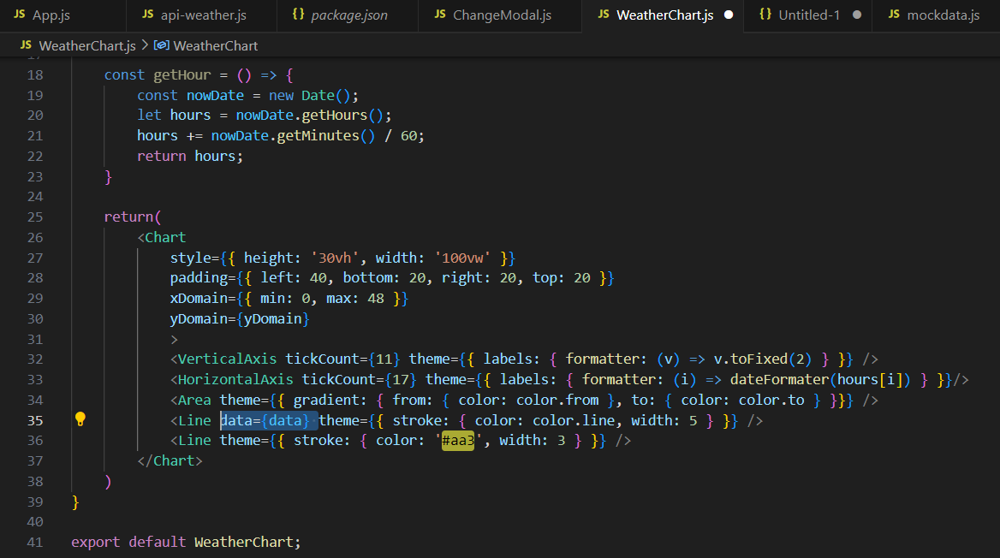 JS App.js JS api-weather.js {} package.json JS ChangeModal.js JS WeatherChart.js {} Untitled-1 JS mockdata.js
JS WeatherChart.js > WeatherChart
17
18 const getHour = () => {
19 const nowDate = new Date();
20 let hours = nowDate.getHours();
21 hours += nowDate.getMinutes() / 60;
22 return hours;
23 }
24
25 return(
26 <Chart
27 style={{ height: '30vh', width: '100vw' }}
28 padding={{ left: 40, bottom: 20, right: 20, top: 20 }}
29 xDomain={{ min: 0, max: 48 }}
30 yDomain={yDomain}
31 >
32 <VerticalAxis tickCount={11} theme={{ labels: { formatter: (v) => v.toFixed(2) } }} />
33 <HorizontalAxis tickCount={17} theme={{ labels: { formatter: (i) => dateFormater(hours[i]) } }}/>
34 <Area theme={{ gradient: { from: { color: color.from }, to: { color: color.to } }}} />
35 <Line data={data} theme={{ stroke: { color: color.line, width: 5 } }} />
36 <Line theme={{ stroke: { color: '#aa3', width: 3 } }} />
37 </Chart>
38 )
39 }
40
41 export default WeatherChart;